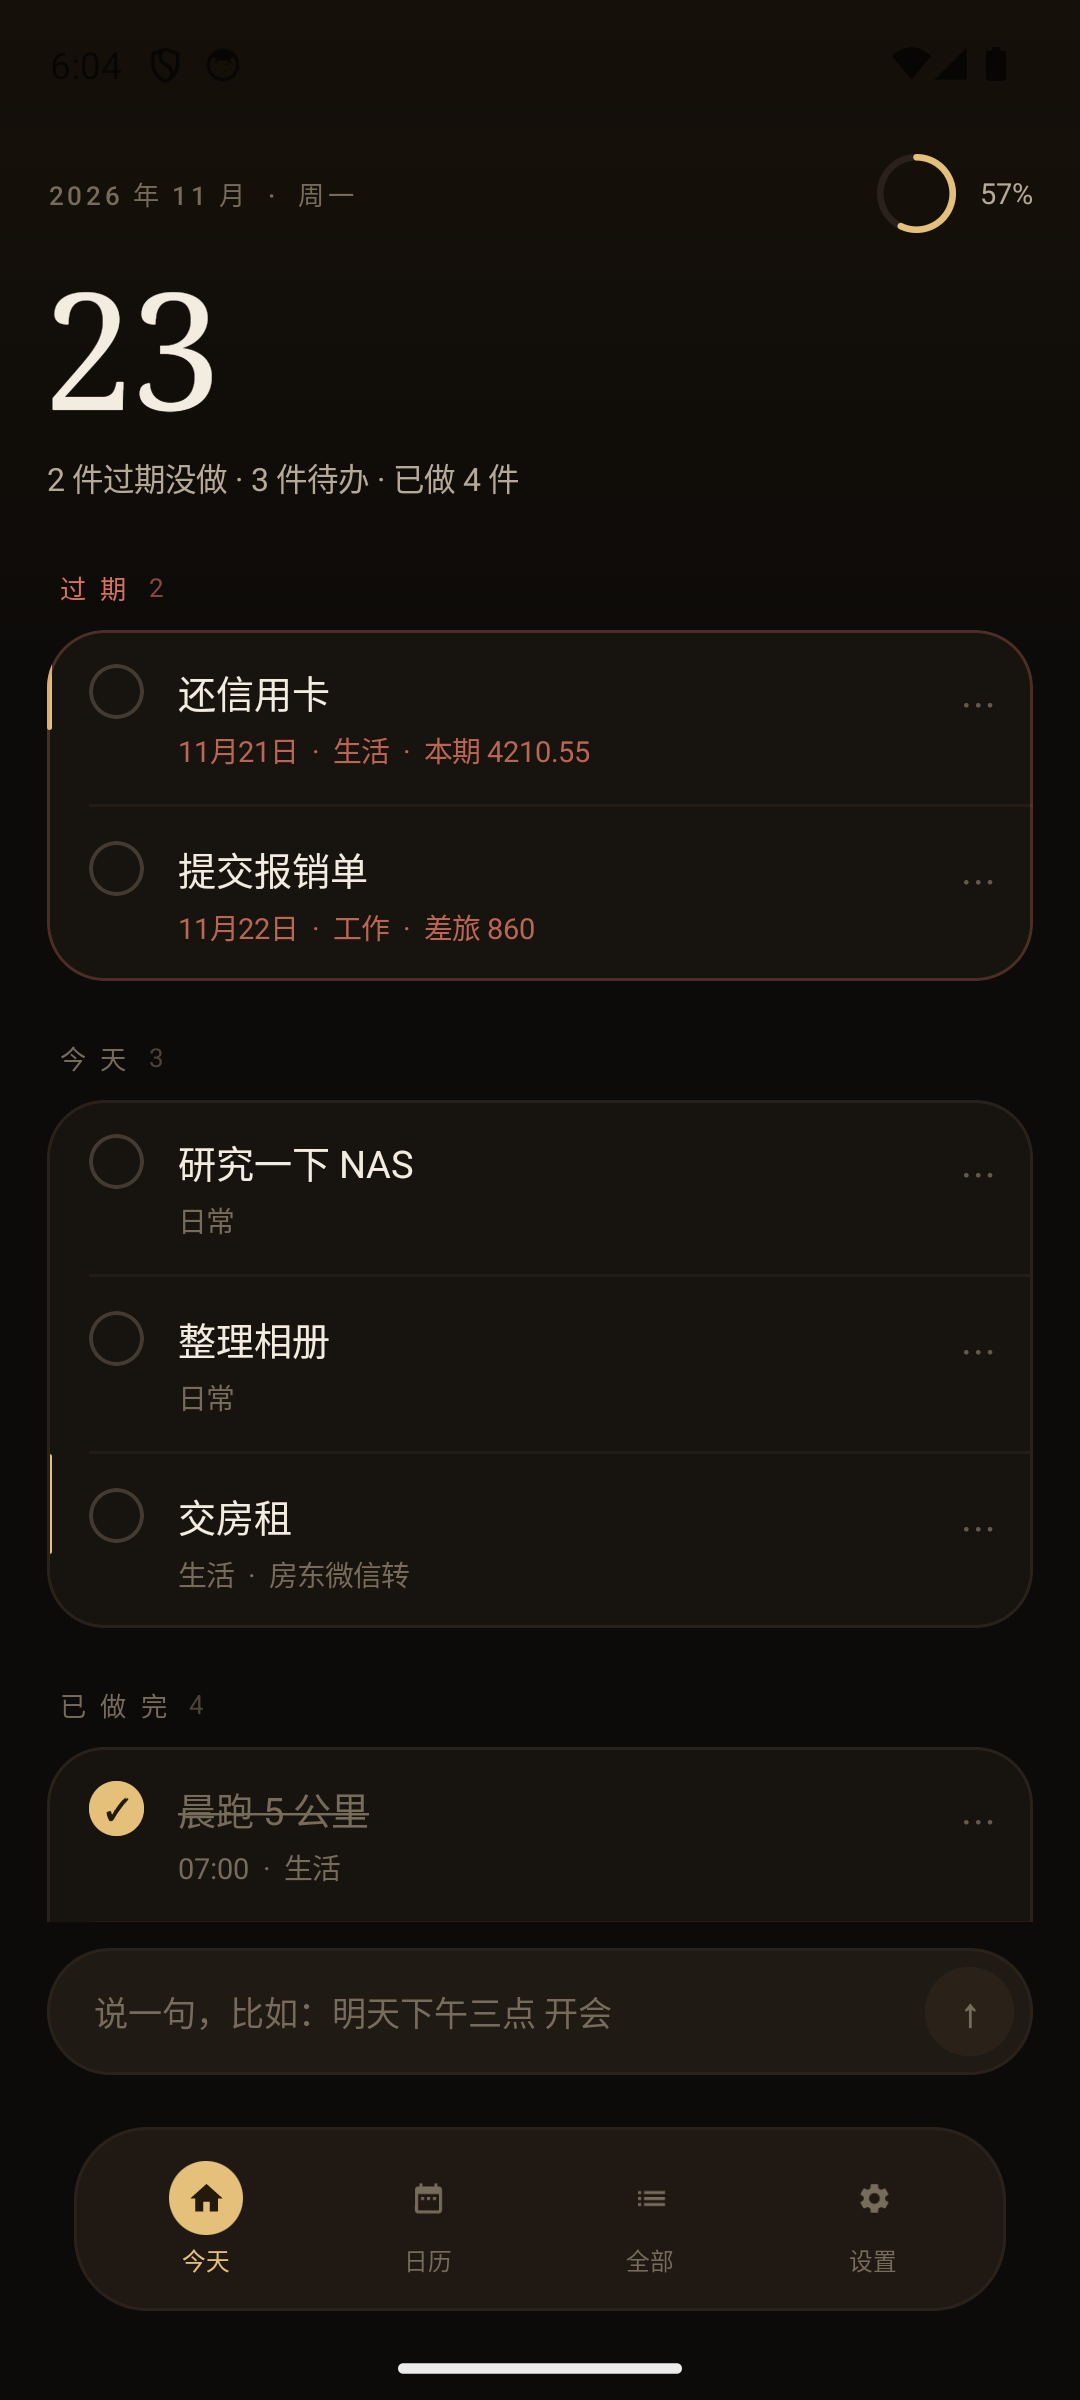 6:04
2026 年 11 月 · 周一
57%
23
2 件过期没做 · 3 件待办 · 已做 4 件
过期 2
还信用卡
11月21日 · 生活 · 本期 4210.55
提交报销单
11月22日 · 工作 · 差旅 860
今天 3
研究一下 NAS
日常
整理相册
日常
交房租
生活 · 房东微信转
已做完 4
晨跑 5 公里
07:00 · 生活
说一句，比如：明天下午三点 开会
今天
日历
全部
设置